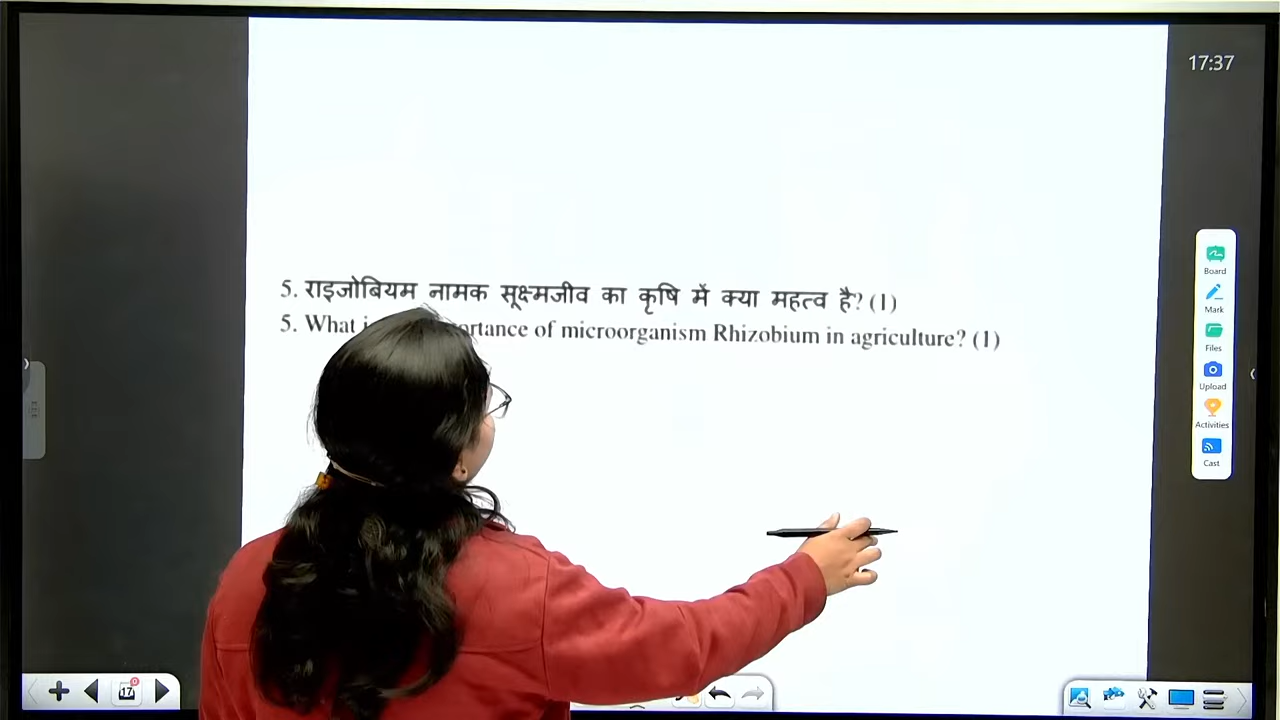 17:37
5. राइजोबियम नामक सूक्ष्मजीव का कृषि में क्या महत्व है? (1)
5. What of microorganism Rhizobium in agriculture? (1)
Board
Mark
Files
Upload
Activities
Cast
17